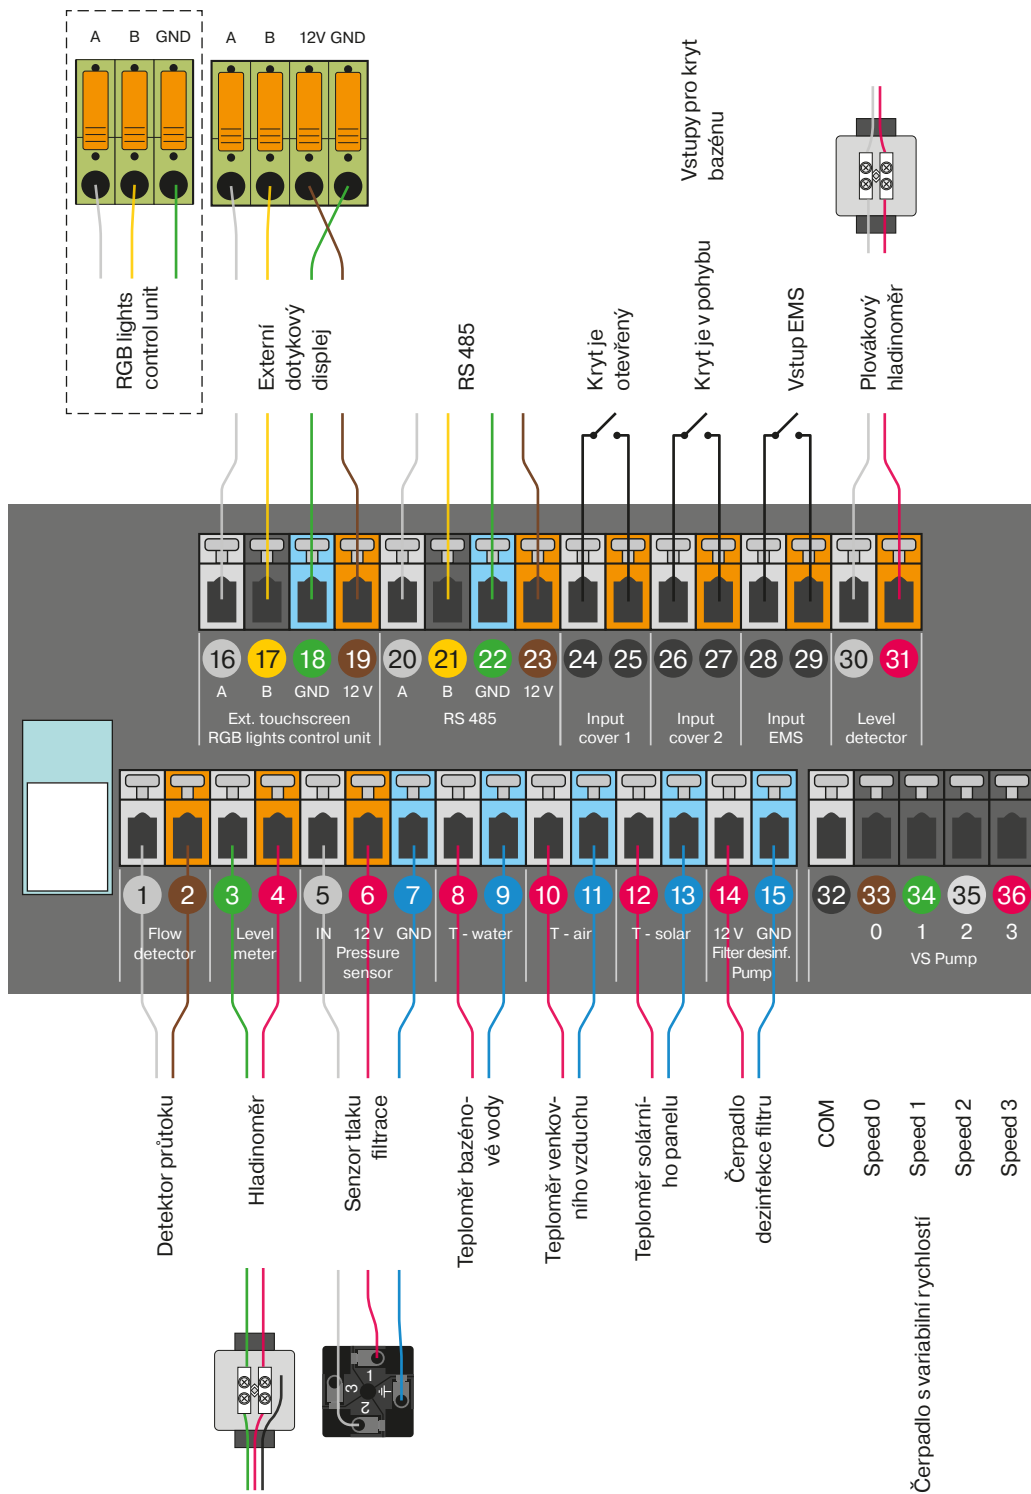 A B GND
A B 12V GND
RGB lights
control unit
Externí
dotykový
displej
RS 485
Kryt je
otevřený
Kryt je v pohybu
Vstupy pro kryt
bazénu
Vstup EMS
Plovákový
hladinoměr
16 17 18 19 20 21 22 23 24 25 26 27 28 29 30 31
A B GND 12 V A B GND 12 V
Ext. touchscreen
RGB lights control unit
RS 485
Input
cover 1
Input
cover 2
Input
EMS
Level
detector
1 2 3 4 5 6 7 8 9 10 11 12 13 14 15 32 33 34 35 36
Flow
detector
Level
meter
IN 12 V GND
Pressure
sensor
T - water
T - air
T - solar
12 V GND
Filter desinf.
Pump
0 1 2 3
VS Pump
Detektor průtoku
Hladinoměr
Senzor tlaku
filtrace
Teploměr bazéno-
vé vody
Teploměr venkov-
ního vzduchu
Teploměr solární-
ho panelu
Čerpadlo
dezinfekce filtru
COM
Speed 0
Speed 1
Speed 2
Speed 3
Čerpadlo s variabilní rychlostí
1
3
2